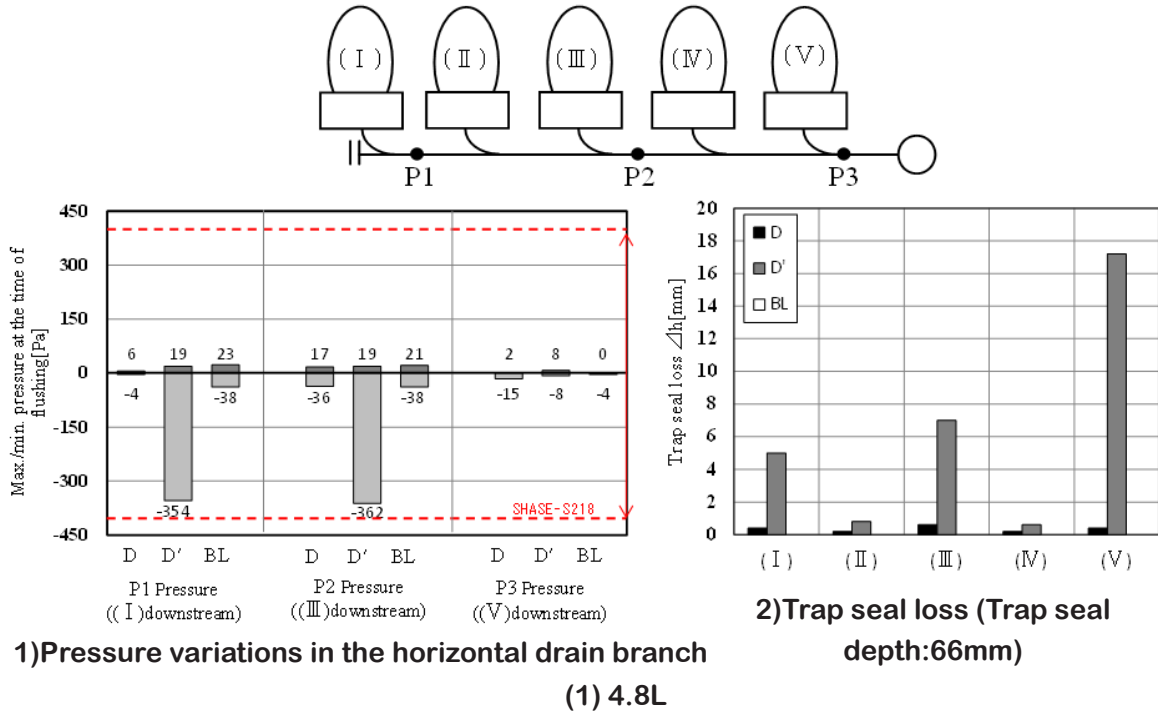 (Ⅰ) (Ⅱ) (Ⅲ) (Ⅳ) (Ⅴ)
P1 P2 P3
Max./min. pressure at the time of
flushing[Pa]
450
300
150
0
-150
-300
-450
6 19 23 17 19 21 2 8 0
-4 -354 -38 -36 -362 -38 -15 -8 -4
SHASE-S218
D D' BL D D' BL D D' BL
P1 Pressure
((Ⅰ)downstream)
P2 Pressure
((Ⅲ)downstream)
P3 Pressure
((Ⅴ)downstream)
1)Pressure variations in the horizontal drain branch
Trap seal loss ⊿h[mm]
20
18
16
14
12
10
8
6
4
2
0
D
D'
BL
(Ⅰ) (Ⅱ) (Ⅲ) (Ⅳ) (Ⅴ)
2)Trap seal loss (Trap seal
depth:66mm)
(1) 4.8L